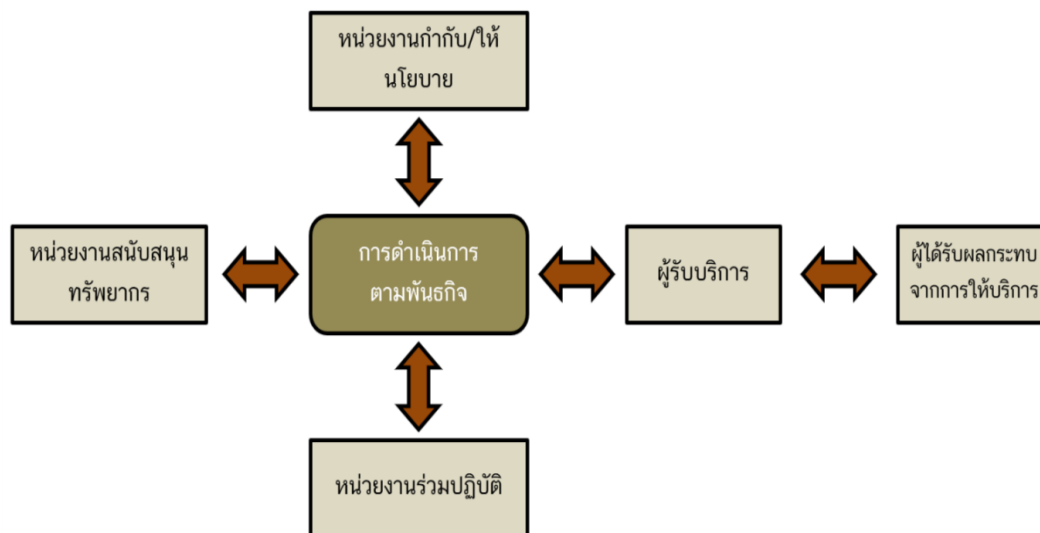 หน่วยงานกำกับ/ให้
นโยบาย
หน่วยงานสนับสนุน
ทรัพยากร
การดำเนินการ
ตามพันธกิจ
ผู้รับบริการ
ผู้ได้รับผลกระทบ
จากการให้บริการ
หน่วยงานร่วมปฏิบัติ